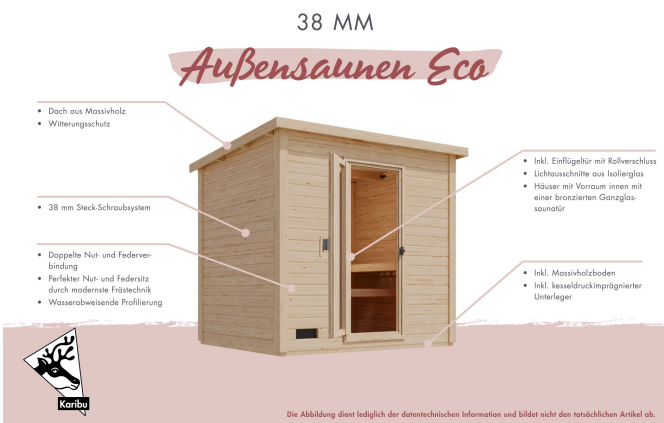 38 MM
Außensaunen Eco
• Dach aus Massivholz
• Witterungsschutz
• 38 mm Steck-Schraubsystem
• Doppelte Nut- und Federver-
bindung
• Perfekter Nut- und Federsitz
durch modernste Frästechnik
• Wasserabweisende Profilierung
• Inkl. Einflügeltür mit Rollverschluss
• Lichtausschnitte aus Isolierglas
• Häuser mit Vorraum innen mit
einer bronzierten Ganzglas-
saunatür
• Inkl. Massivholzboden
• Inkl. kesseldruckimprägnierter
Unterleger
Karibu
Die Abbildung dient lediglich der datentechnischen Information und bildet nicht den tatsächlichen Artikel ab.